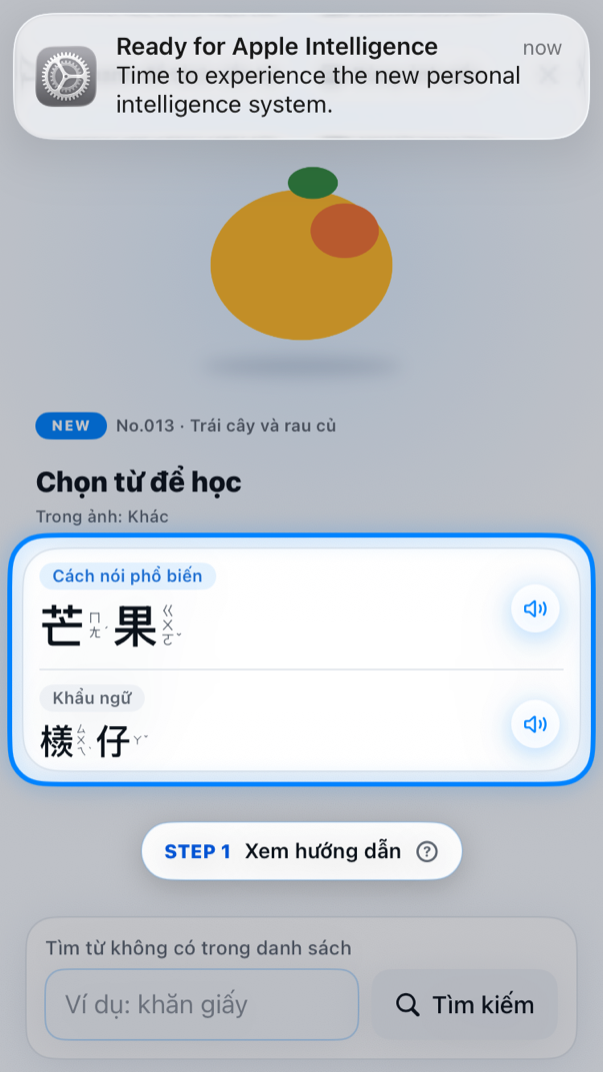 Ready for Apple Intelligence
now
Time to experience the new personal
intelligence system.
NEW No.013 · Trái cây và rau củ
Chọn từ để học
Trong ảnh: Khác
Cách nói phổ biến
芒ㄇㄤˊ果ㄍㄨㄛˇ
Khẩu ngữ
檨ㄙㄨㄟ仔ㄚˋ
STEP 1 Xem hướng dẫn ?
Tìm từ không có trong danh sách
Ví dụ: khăn giấy
Tìm kiếm